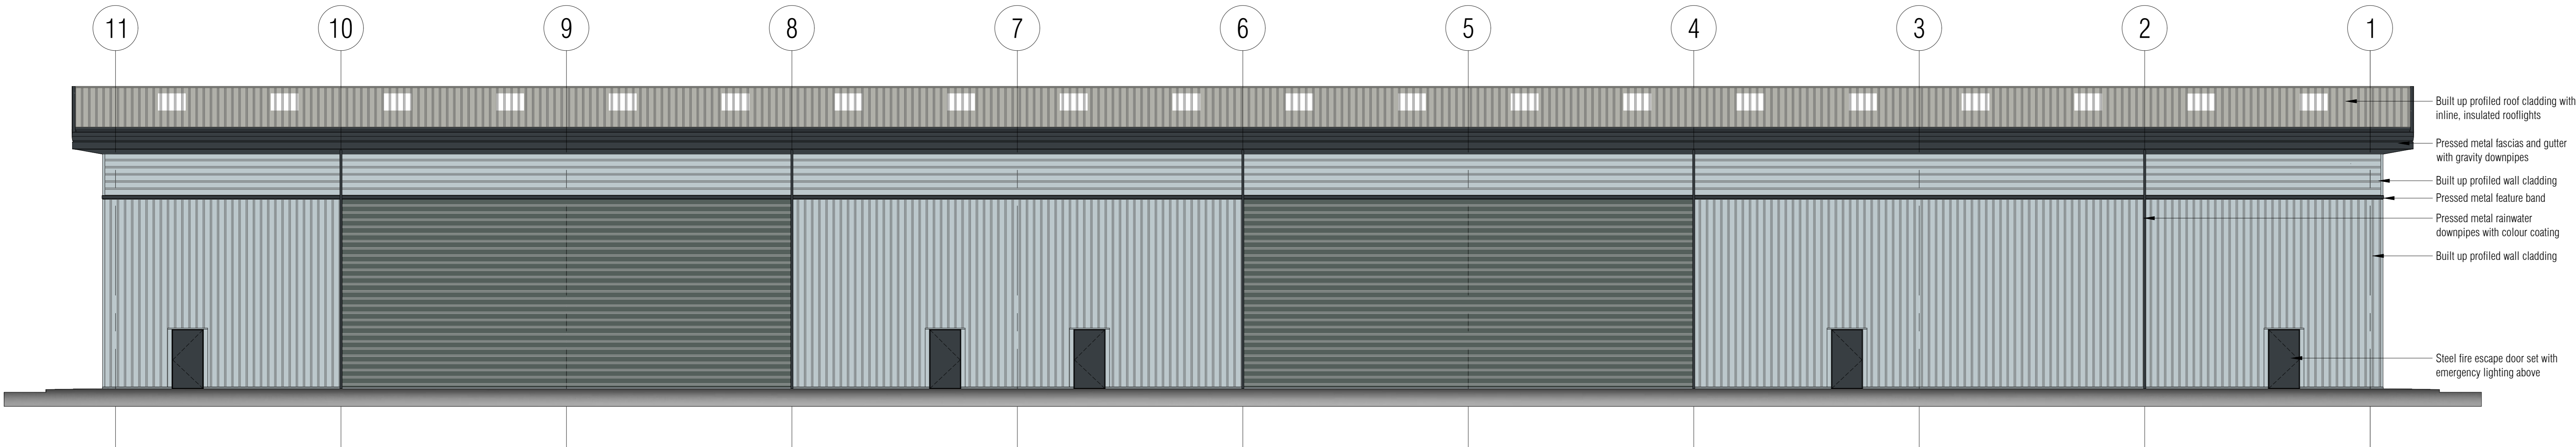 11 10 9 8 7 6 5 4 3 2 1
Built up profiled roof cladding with
inline, insulated rooflights
Pressed metal fascias and gutter
with gravity downpipes
Built up profiled wall cladding
Pressed metal feature band
Pressed metal rainwater
downpipes with colour coating
Built up profiled wall cladding
Steel fire escape door set with
emergency lighting above